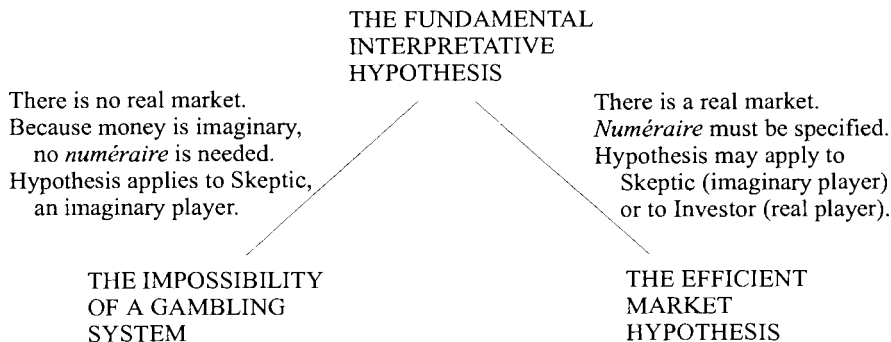 THE FUNDAMENTAL
INTERPRETATIVE
HYPOTHESIS
There is no real market.
Because money is imaginary,
no numéraire is needed.
Hypothesis applies to Skeptic,
an imaginary player.
There is a real market.
Numéraire must be specified.
Hypothesis may apply to
Skeptic (imaginary player)
or to Investor (real player).
THE IMPOSSIBILITY
OF A GAMBLING
SYSTEM
THE EFFICIENT
MARKET
HYPOTHESIS